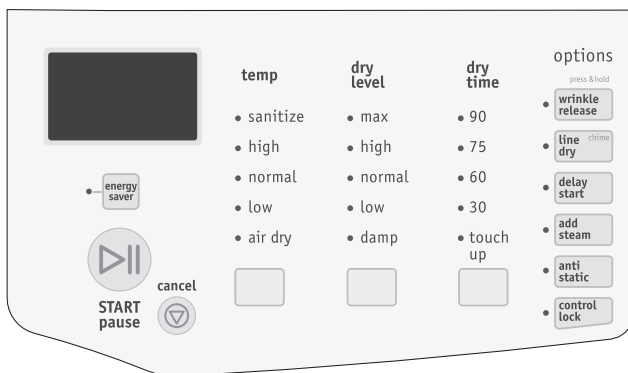 energy
saver
START
pause
cancel
temp
sanitize
high
normal
low
air dry
dry
level
max
high
normal
low
damp
dry
time
90
75
60
30
touch
up
options
press & hold
wrinkle
release
line chime
dry
delay
start
add
steam
anti
static
control
lock